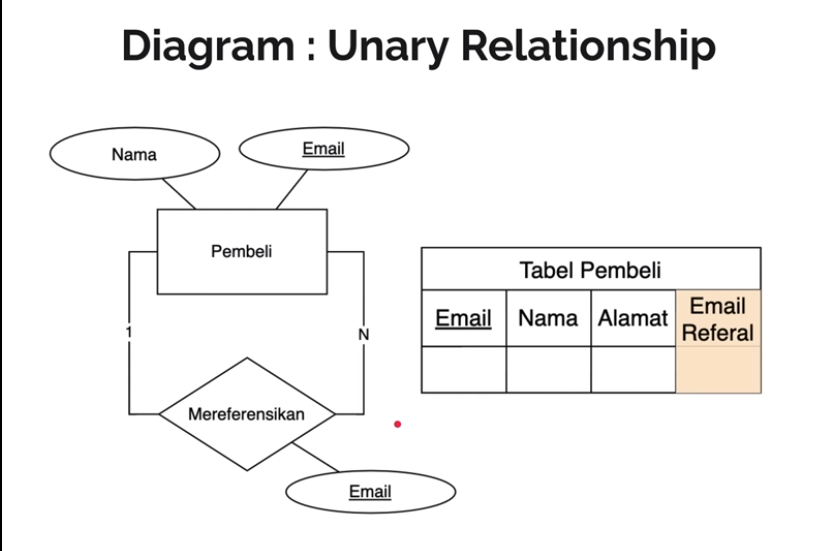 Diagram : Unary Relationship
Nama
Email
Pembeli
1
N
Mereferensikan
Email
Tabel Pembeli
Email
Nama
Alamat
Email
Referal